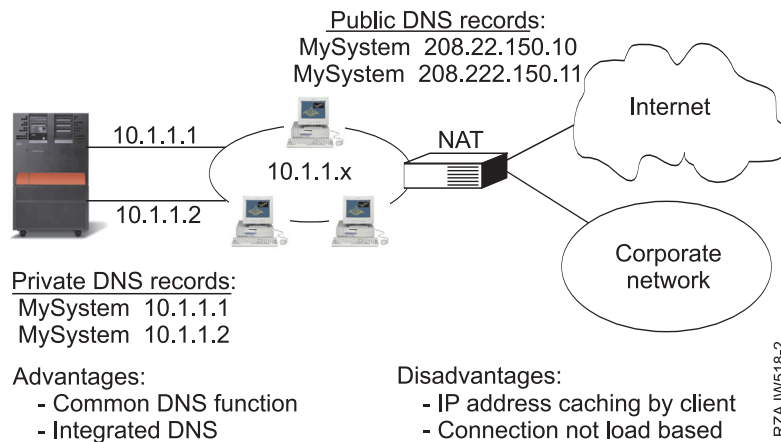 Public DNS records:
MySystem 208.22.150.10
MySystem 208.222.150.11
Internet
10.1.1.1
NAT
10.1.1.x
10.1.1.2
Corporate
network
Private DNS records:
MySystem 10.1.1.1
MySystem 10.1.1.2
Advantages:
- Common DNS function
- Integrated DNS
Disadvantages:
- IP address caching by client
- Connection not load based
RZAJW518-2